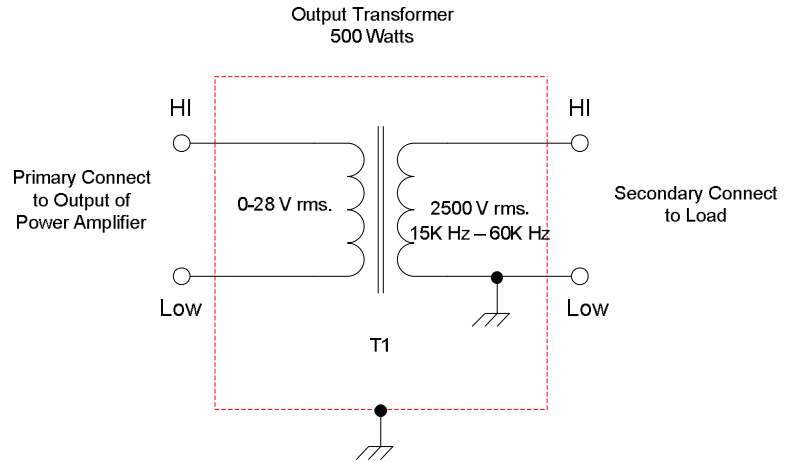 Output Transformer
500 Watts
HI
HI
Primary Connect
to Output of
Power Amplifier
0-28 V rms.
2500 V rms.
15K Hz – 60K Hz
Secondary Connect
to Load
Low
Low
T1